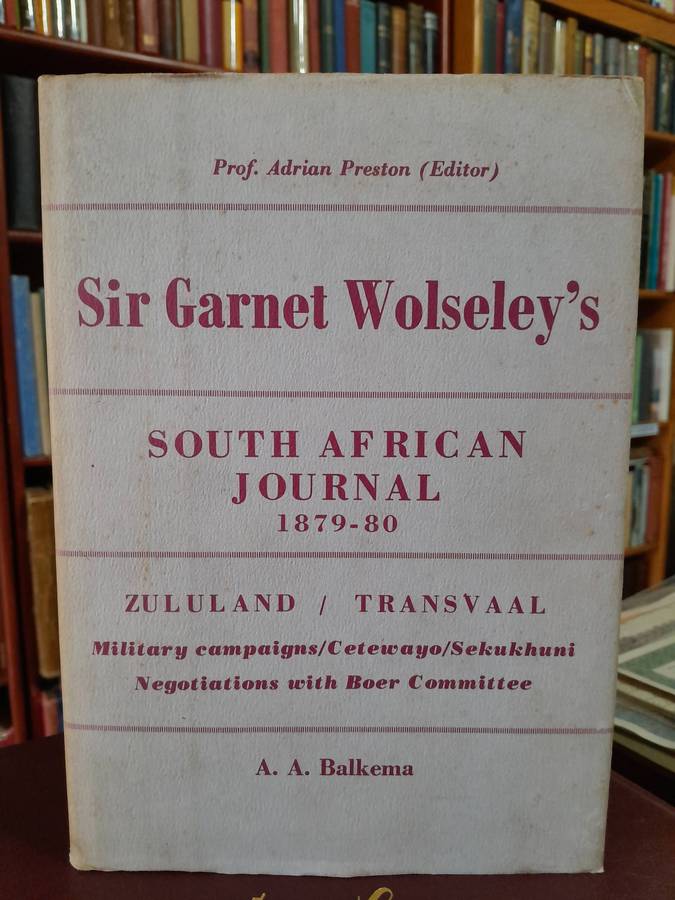 Prof. Adrian Preston (Editor)
Sir Garnet Wolseley's
SOUTH AFRICAN
JOURNAL
1879-80
ZULULAND / TRANSVAAL
Military campaigns/Cetewayo/Sekukhuni
Negotiations with Boer Committee
A. A. Balkema